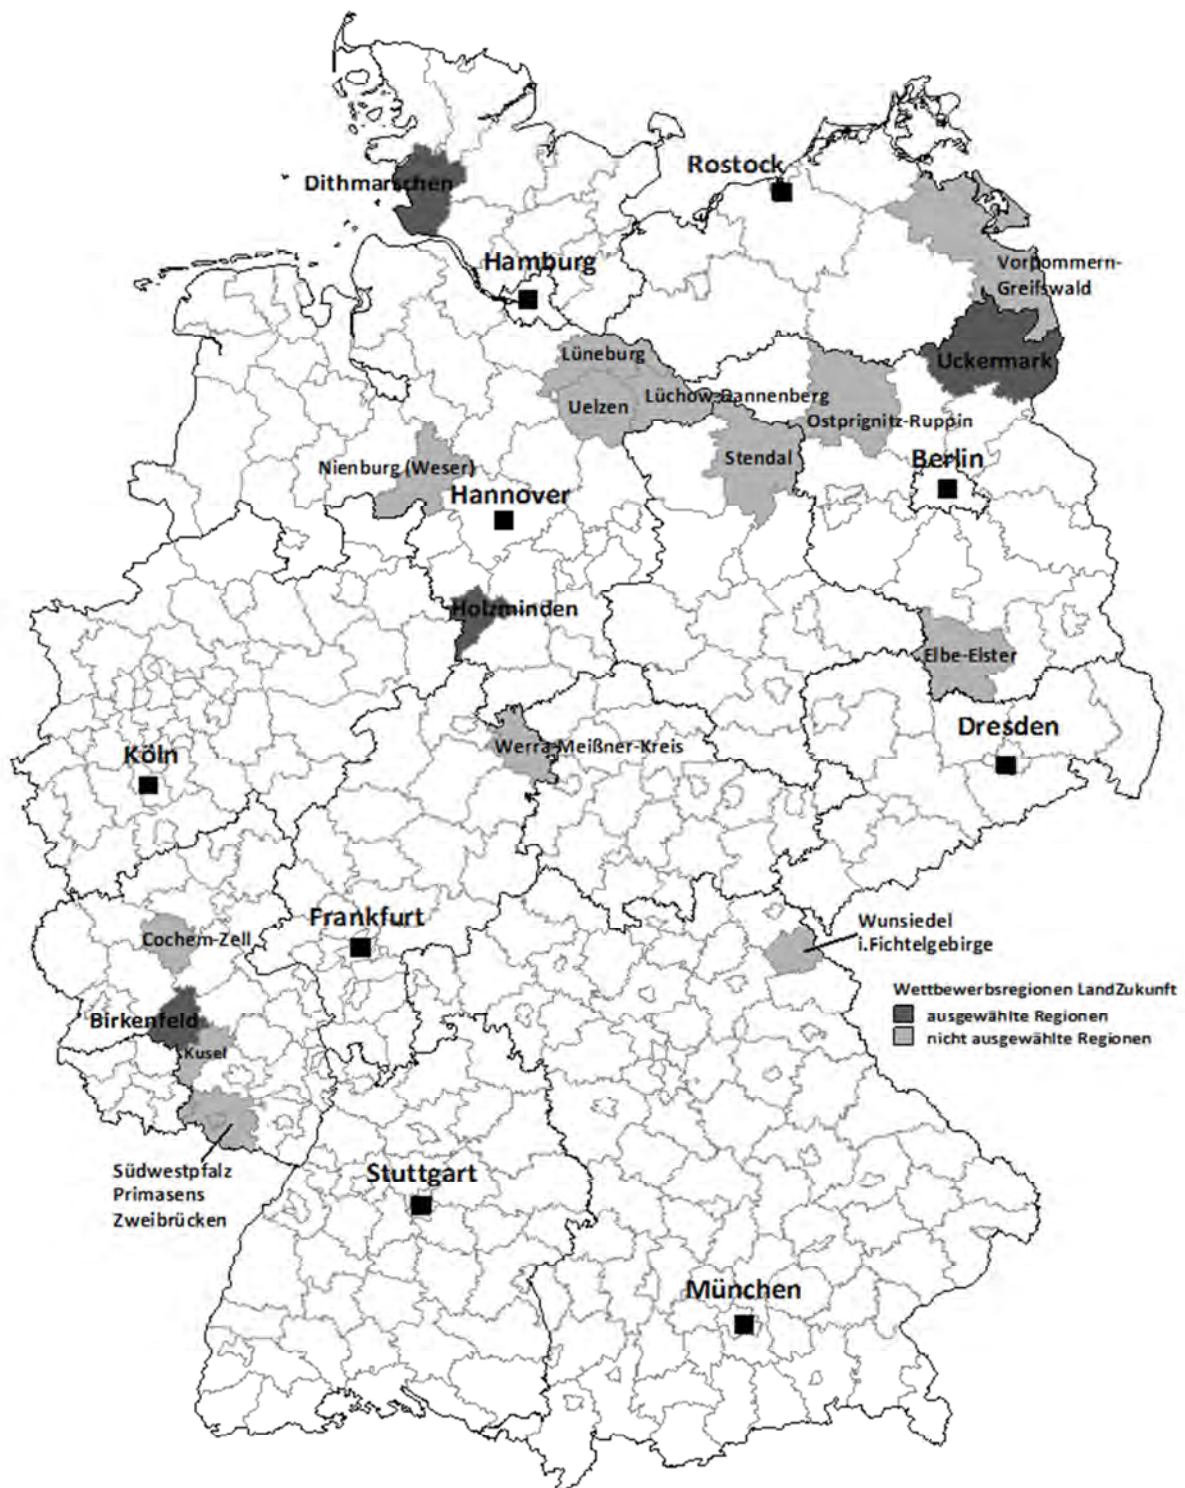 Rostock
Dithmarschen
Hamburg
Vorpommern-
Greifswald
Lüneburg
Uckermark
Lüchow-Dannenberg
Uelzen
Ostprignitz-Ruppin
Stendal
Berlin
Nienburg (Weser)
Hannover
Holzminden
Elbe-Elster
Dresden
Werra-Meißner-Kreis
Köln
Frankfurt
Wunsiedel
i.Fichtelgebirge
Cochem-Zell
Wettbewerbsregionen LandZukunft
ausgewählte Regionen
nicht ausgewählte Regionen
Birkenfeld
Kusel
Südwestpfalz
Primasens
Zweibrücken
Stuttgart
München